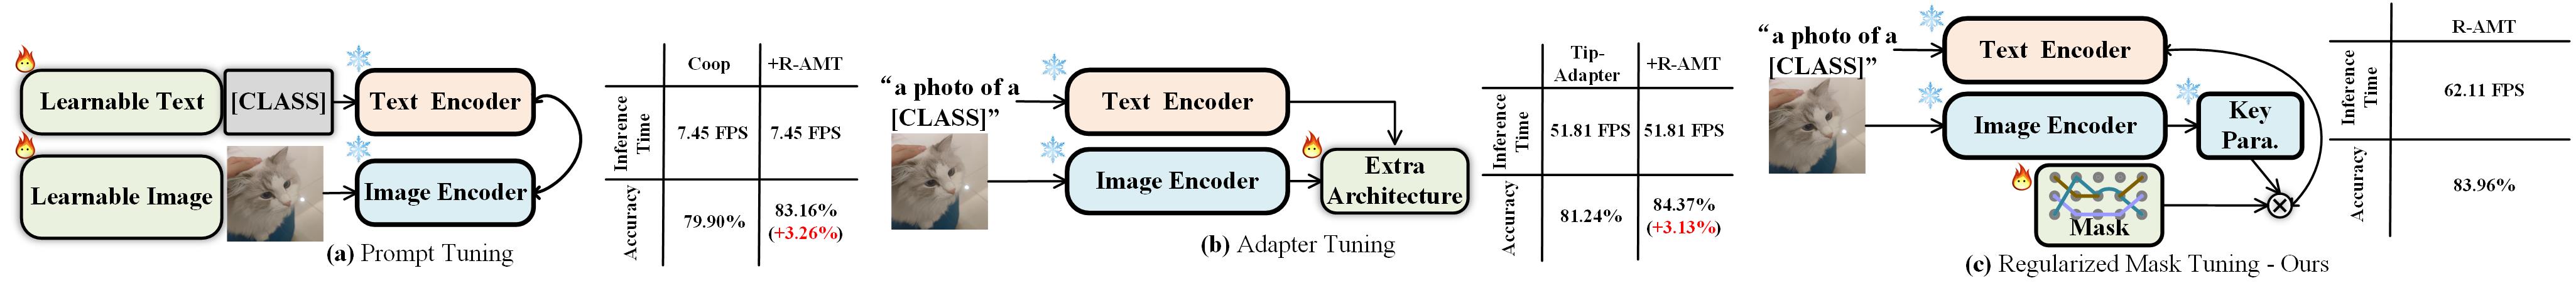 Learnable Text
[CLASS]
Text Encoder
Learnable Image
Image Encoder
(a) Prompt Tuning
Coop
+R-AMT
Inference
Time
7.45 FPS
7.45 FPS
Accuracy
79.90%
83.16%
(+3.26%)
“a photo of a
[CLASS]”
Text Encoder
Image Encoder
Extra
Architecture
(b) Adapter Tuning
Tip-
Adapter
+R-AMT
Inference
Time
51.81 FPS
51.81 FPS
Accuracy
81.24%
84.37%
(+3.13%)
“a photo of a
[CLASS]”
Text Encoder
Image Encoder
Key
Para.
Mask
(c) Regularized Mask Tuning - Ours
R-AMT
Inference
Time
62.11 FPS
Accuracy
83.96%